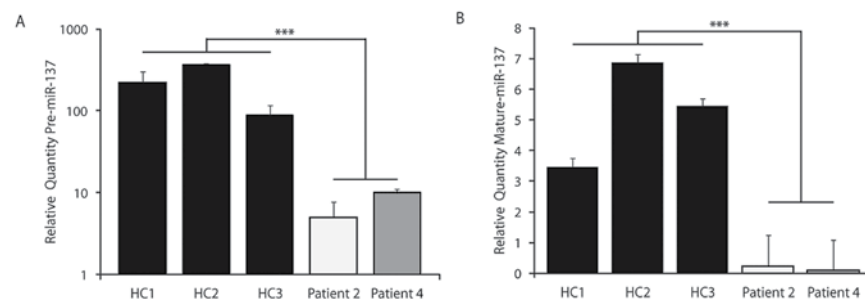 A
Relative Quantity Pre-miR-137
1000
100
10
1
***
HC1 HC2 HC3 Patient 2 Patient 4
B
Relative Quantity Mature-miR-137
8
7
6
5
4
3
2
1
0
***
HC1 HC2 HC3 Patient 2 Patient 4